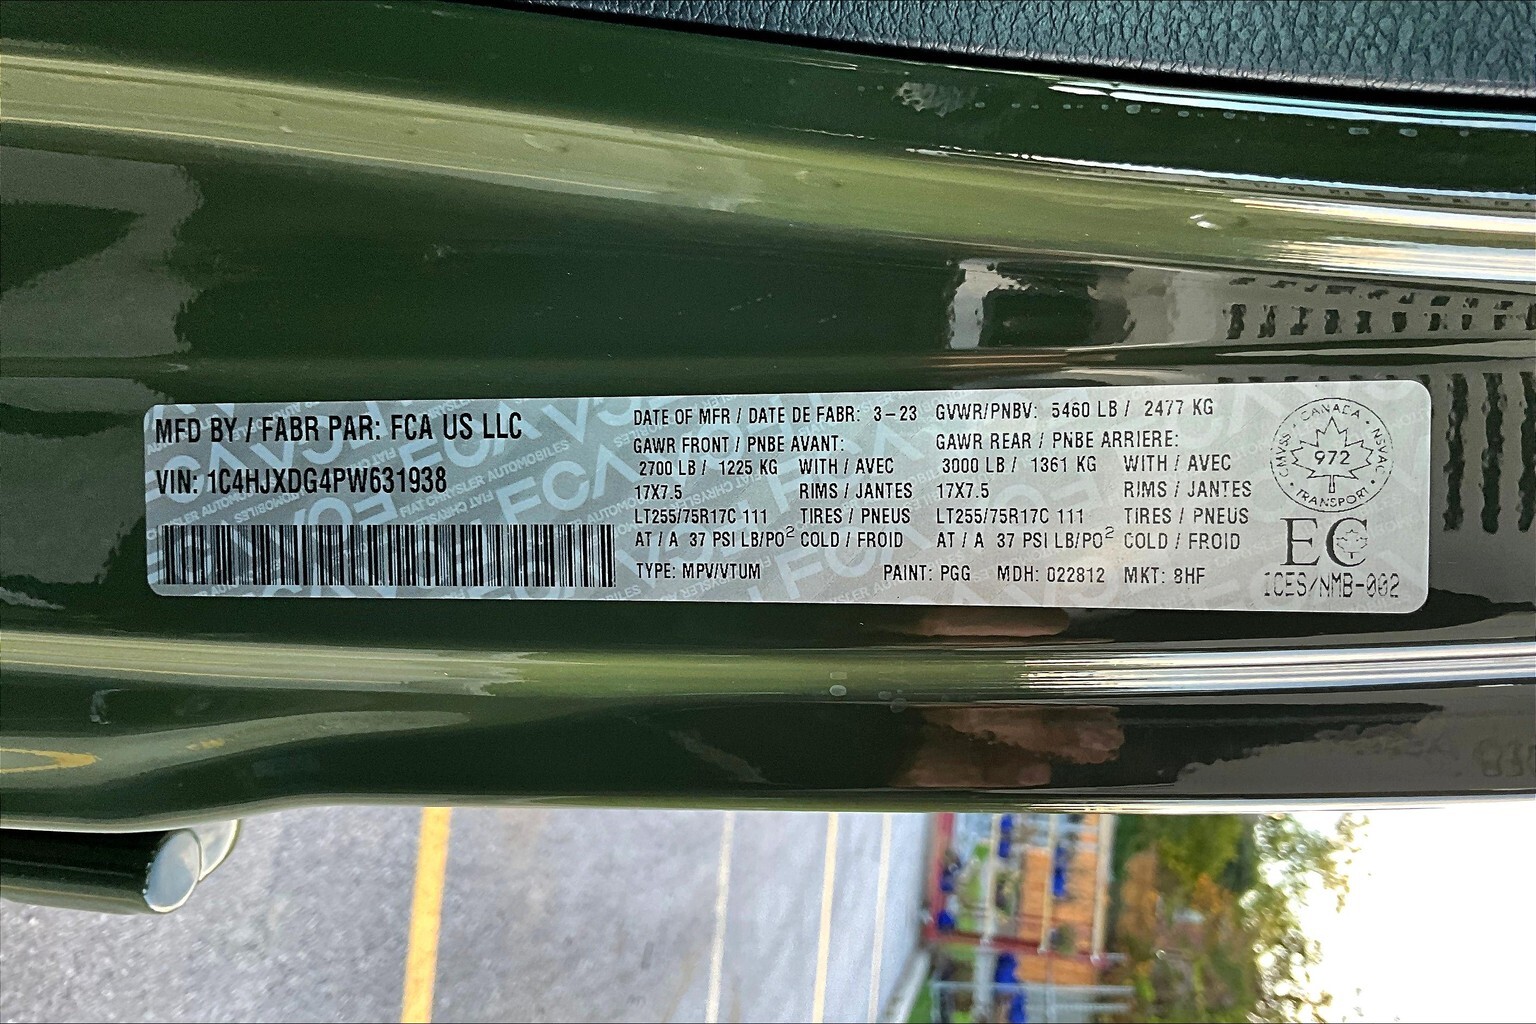 MFD BY / FABR PAR: FCA US LLC
VIN: 1C4HJXDG4PW631938
DATE OF MFR / DATE DE FABR: 3-23 GVWR/PNBV: 5460 LB / 2477 KG
GAWR FRONT / PNBE AVANT: GAWR REAR / PNBE ARRIERE:
2700 LB / 1225 KG WITH / AVEC 3000 LB / 1361 KG WITH / AVEC
17X7.5 RIMS / JANTES 17X7.5 RIMS / JANTES
LT255/75R17C 111 TIRES / PNEUS LT255/75R17C 111 TIRES / PNEUS
AT / A 37 PSI LB/PO² COLD / FROID AT / A 37 PSI LB/PO² COLD / FROID
TYPE: MPV/VTUM PAINT: PGG MDH: 022812 MKT: 8HF
CANADA
CMVSS · NSVAC
972
TRANSPORT
EC
ICES/NMB-002